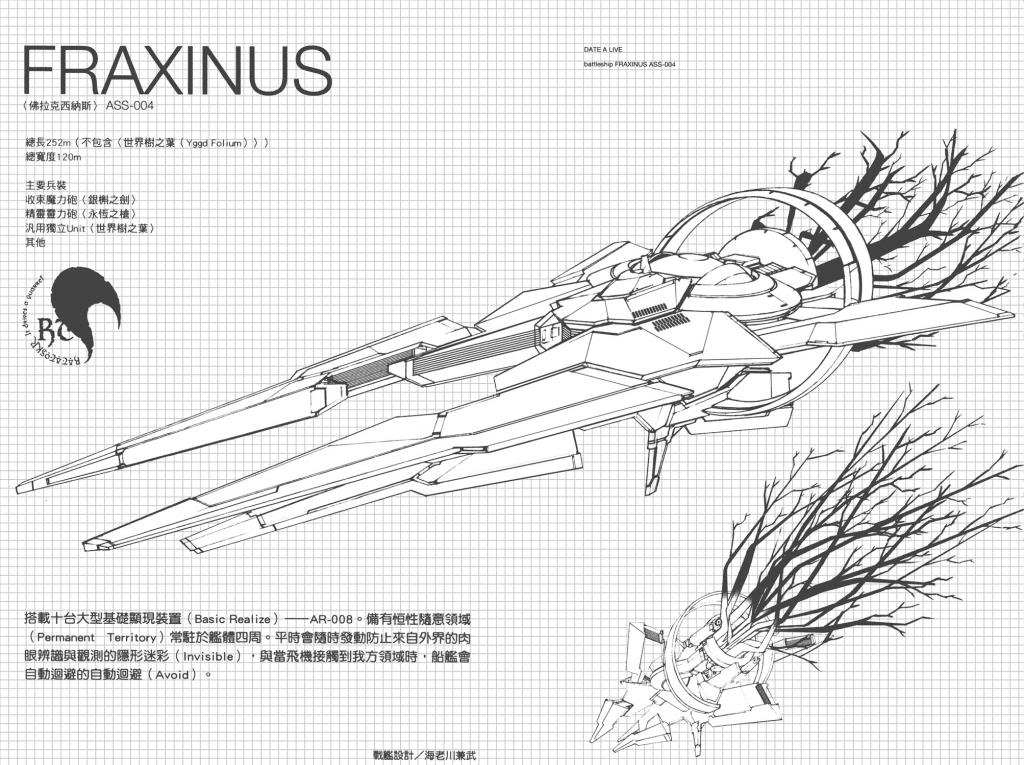 FRAXINUS
〈佛拉克西納斯〉 ASS-004
DATE A LIVE
battleship FRAXINUS ASS-004
總長252m（不包含〈世界樹之葉（Yggd Folium）〉）
總寬度120m
主要兵裝
收束魔力砲〈銀槲之劍〉
精靈靈力砲〈永恆之槍〉
汎用獨立Unit〈世界樹之葉〉
其他
RT
RATATOSKR
搭載十台大型基礎顯現裝置（Basic Realize）——AR-008。備有恒性隨意領域
（Permanent Territory）常駐於艦體四周。平時會隨時發動防止來自外界的肉
眼辨識與觀測的隱形迷彩（Invisible），與當飛機接觸到我方領域時，船艦會
自動迴避的自動迴避（Avoid）。
戰艦設計／海老川兼武